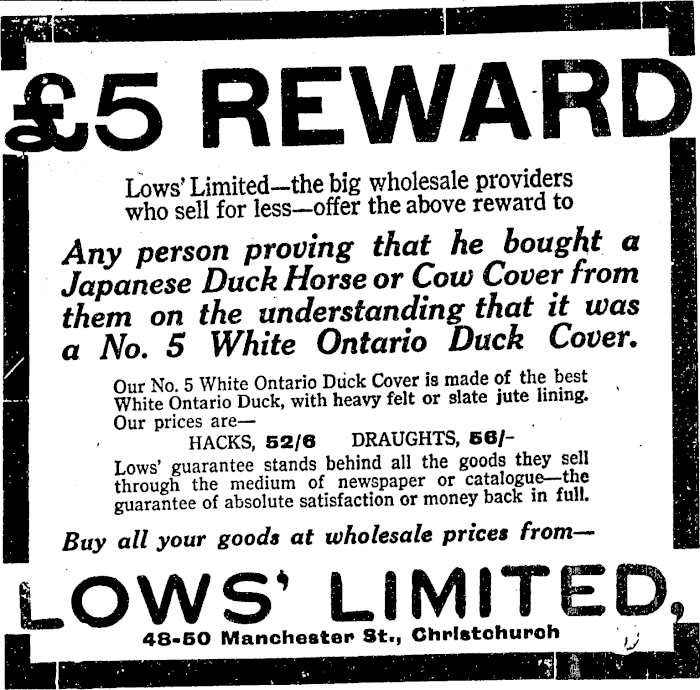 £5 REWARD
Lows' Limited—the big wholesale providers
who sell for less—offer the above reward to
Any person proving that he bought a
Japanese Duck Horse or Cow Cover from
them on the understanding that it was
a No. 5 White Ontario Duck Cover.
Our No. 5 White Ontario Duck Cover is made of the best
White Ontario Duck, with heavy felt or slate jute lining.
Our prices are—
HACKS, 52/6 DRAUGHTS, 56/-
Lows' guarantee stands behind all the goods they sell
through the medium of newspaper or catalogue—the
guarantee of absolute satisfaction or money back in full.
Buy all your goods at wholesale prices from—
LOWS' LIMITED,
48-50 Manchester St., Christchurch